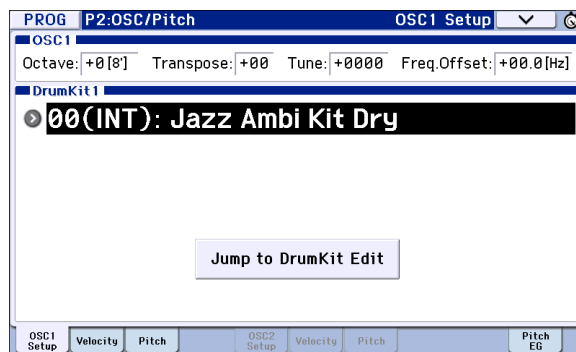 PROG P2:OSC/Pitch OSC1 Setup
OSC1
Octave: +0[8'] Transpose: +00 Tune: +0000 Freq.Offset: +00.0[Hz]
DrumKit1
00(INT): Jazz Ambi Kit Dry
Jump to DrumKit Edit
OSC1 Setup Velocity Pitch OSC2 Setup Velocity Pitch Pitch EG